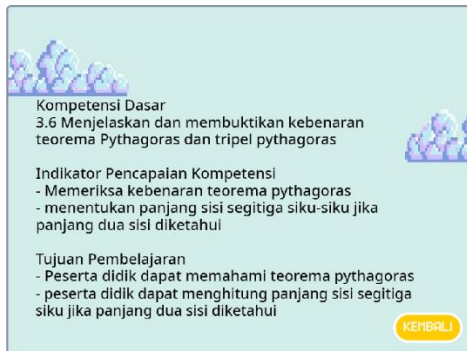 Kompetensi Dasar
3.6 Menjelaskan dan membuktikan kebenaran
teorema Pythagoras dan tripel pythagoras
Indikator Pencapaian Kompetensi
- Memeriksa kebenaran teorema pythagoras
- menentukan panjang sisi segitiga siku-siku jika
panjang dua sisi diketahui
Tujuan Pembelajaran
- Peserta didik dapat memahami teorema pythagoras
- peserta didik dapat menghitung panjang sisi segitiga
siku jika panjang dua sisi diketahui
KEMBALI